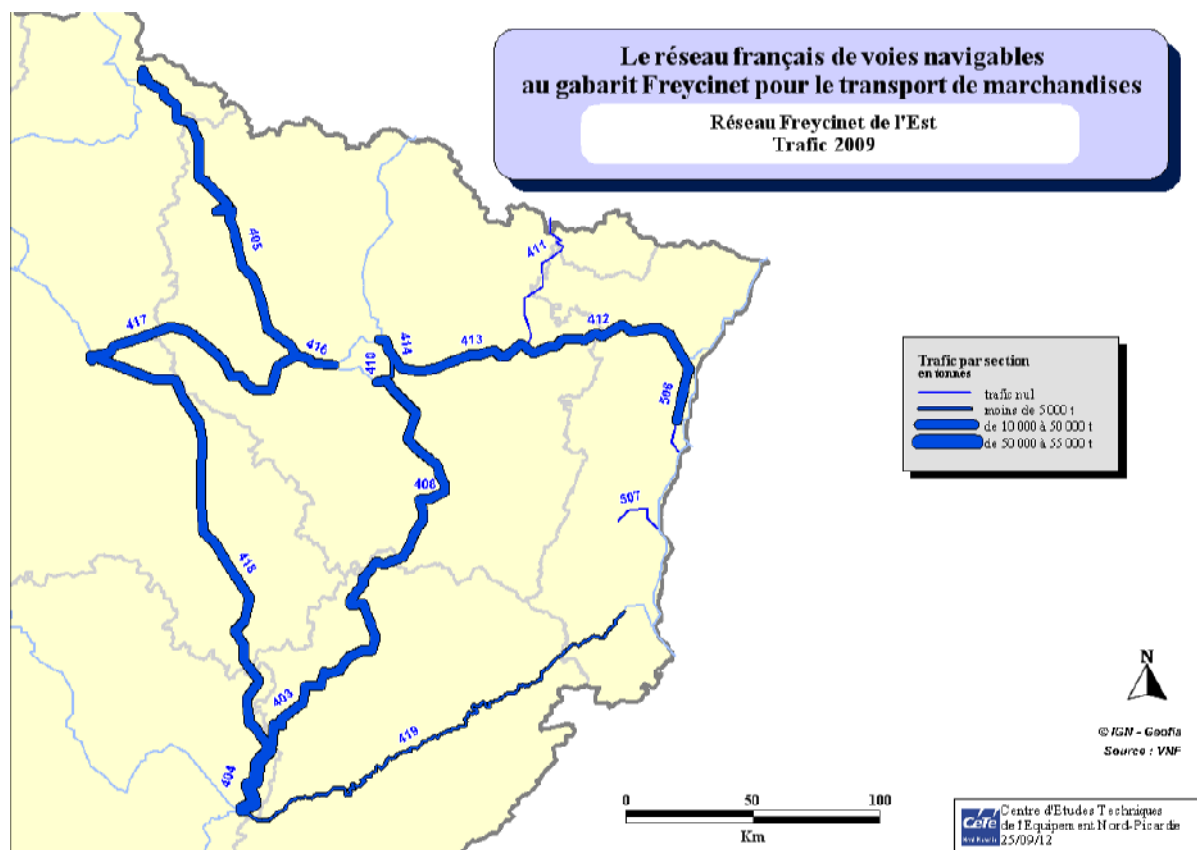 Le réseau français de voies navigables
au gabarit Freycinet pour le transport de marchandises
Réseau Freycinet de l'Est
Trafic 2009
405
411
417
412
416
414
413
410
506
Trafic par section
en tonnes
trafic nul
moins de 5000 t
de 10 000 à 50 000 t
de 50 000 à 55 000 t
408
507
418
403
419
404
N
© IGN - Geofla
Source : VNF
0 50 100
Km
CeTe
Centre d'Etudes Techniques
de l'Equipement Nord-Picardie
25/09/12